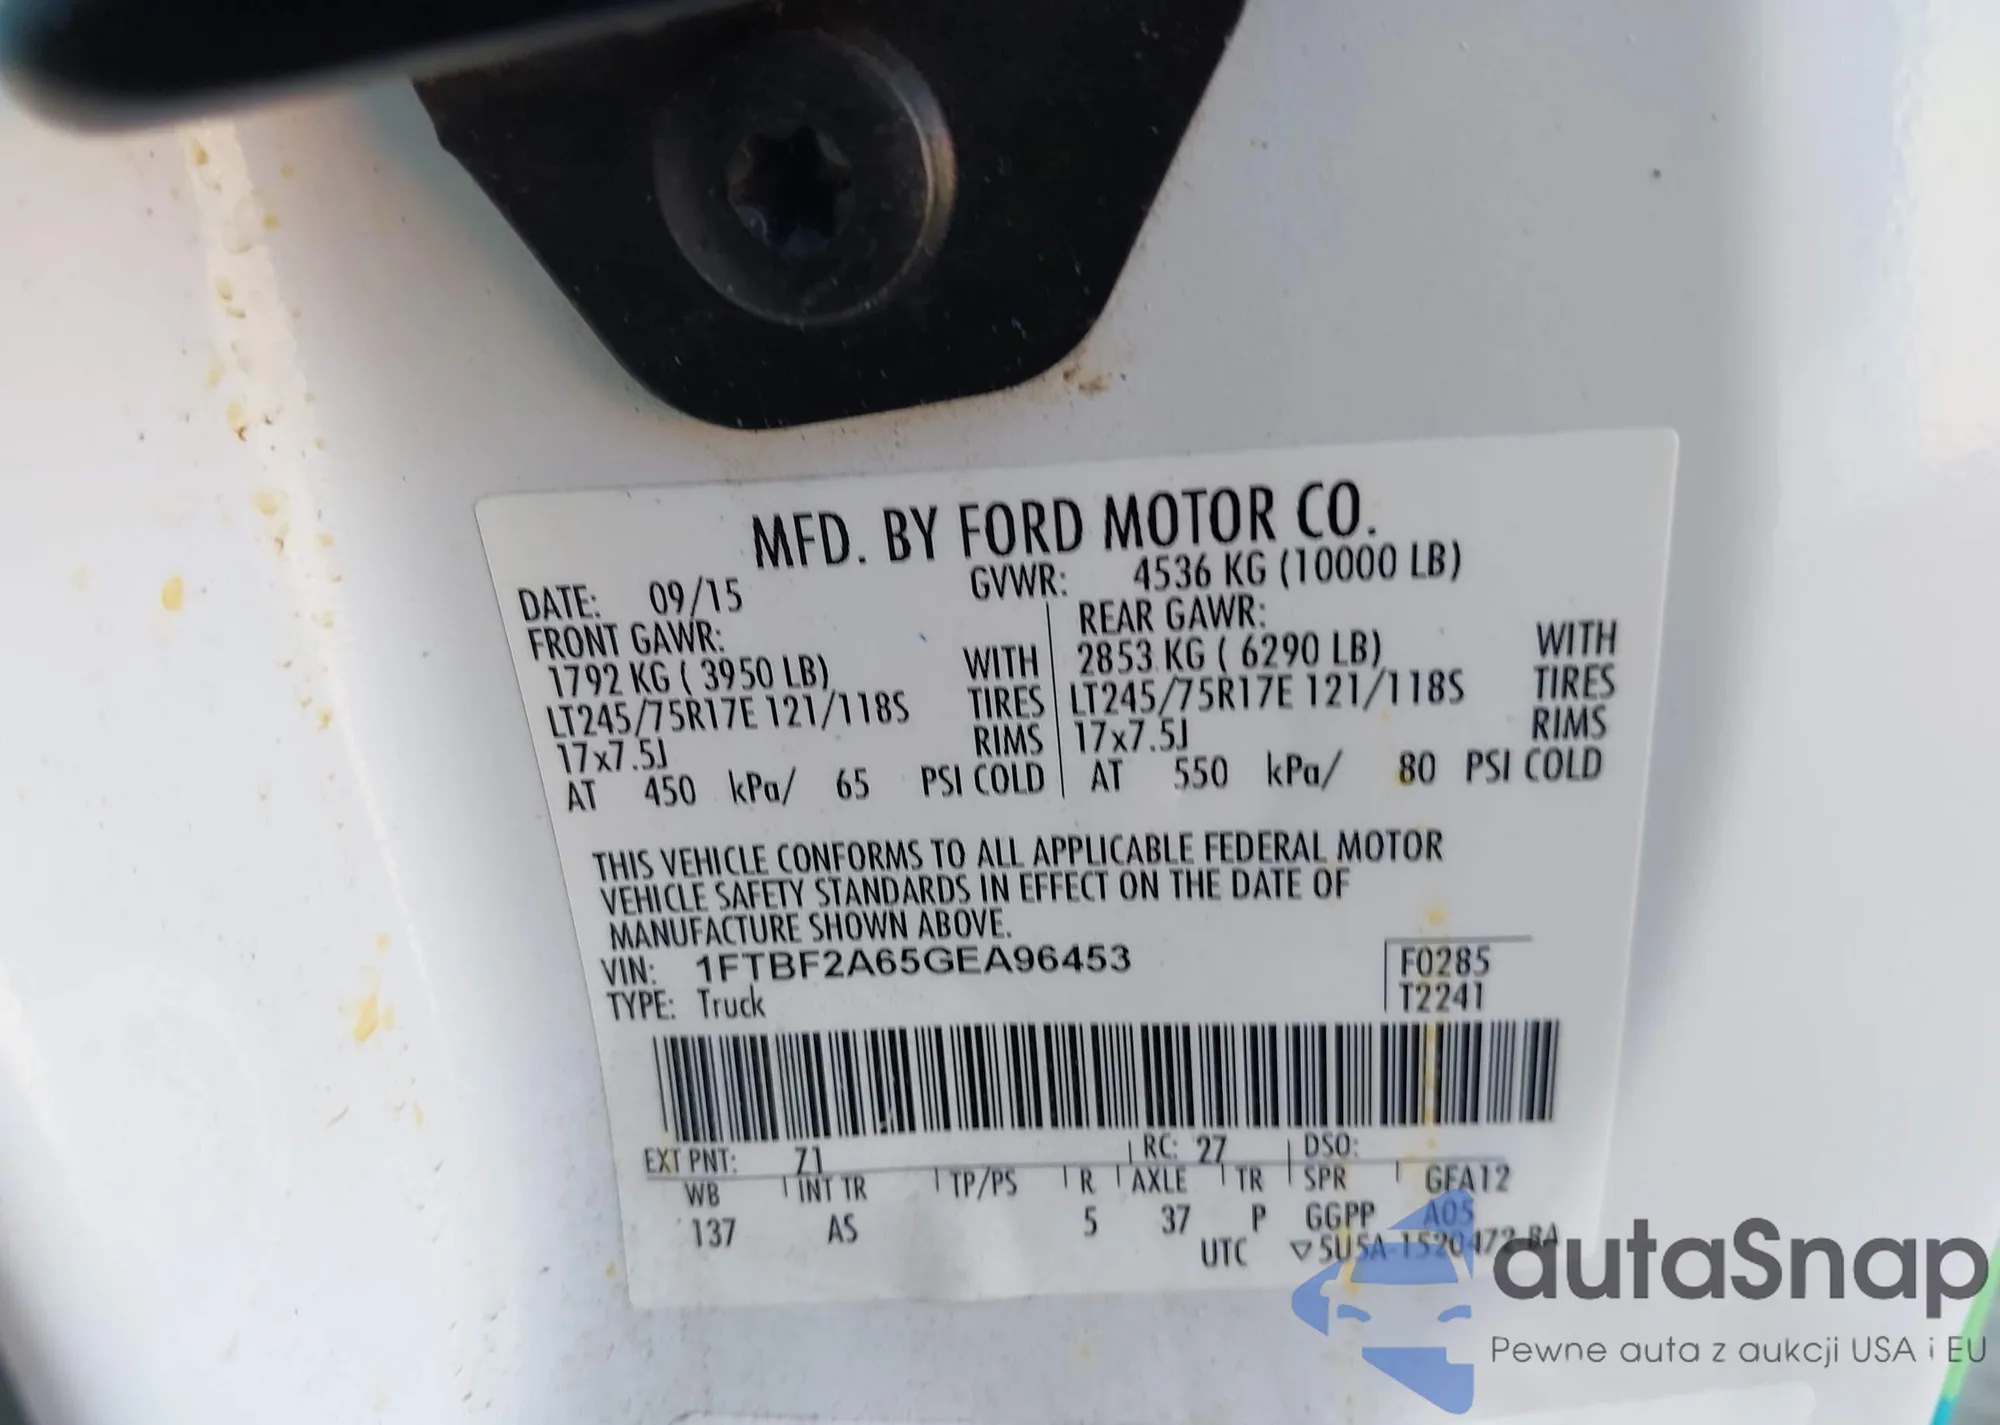 MFD. BY FORD MOTOR CO.
DATE: 09/15 GVWR: 4536 KG (10000 LB)
FRONT GAWR: REAR GAWR:
1792 KG ( 3950 LB) WITH 2853 KG ( 6290 LB) WITH
LT245/75R17E 121/118S TIRES LT245/75R17E 121/118S TIRES
17x7.5J RIMS 17x7.5J RIMS
AT 450 kPa/ 65 PSI COLD AT 550 kPa/ 80 PSI COLD
THIS VEHICLE CONFORMS TO ALL APPLICABLE FEDERAL MOTOR
VEHICLE SAFETY STANDARDS IN EFFECT ON THE DATE OF
MANUFACTURE SHOWN ABOVE.
VIN: 1FTBF2A65GEA96453 F0285
TYPE: Truck T2241
EXT PNT: Z1 RC: 27 DSO:
WB INT TR TP/PS R AXLE TR SPR GFA12
137 AS 5 37 P GGPP A05
UTC ▽5U5A-1520472-BA
autaSnap
Pewne auta z aukcji USA i EU